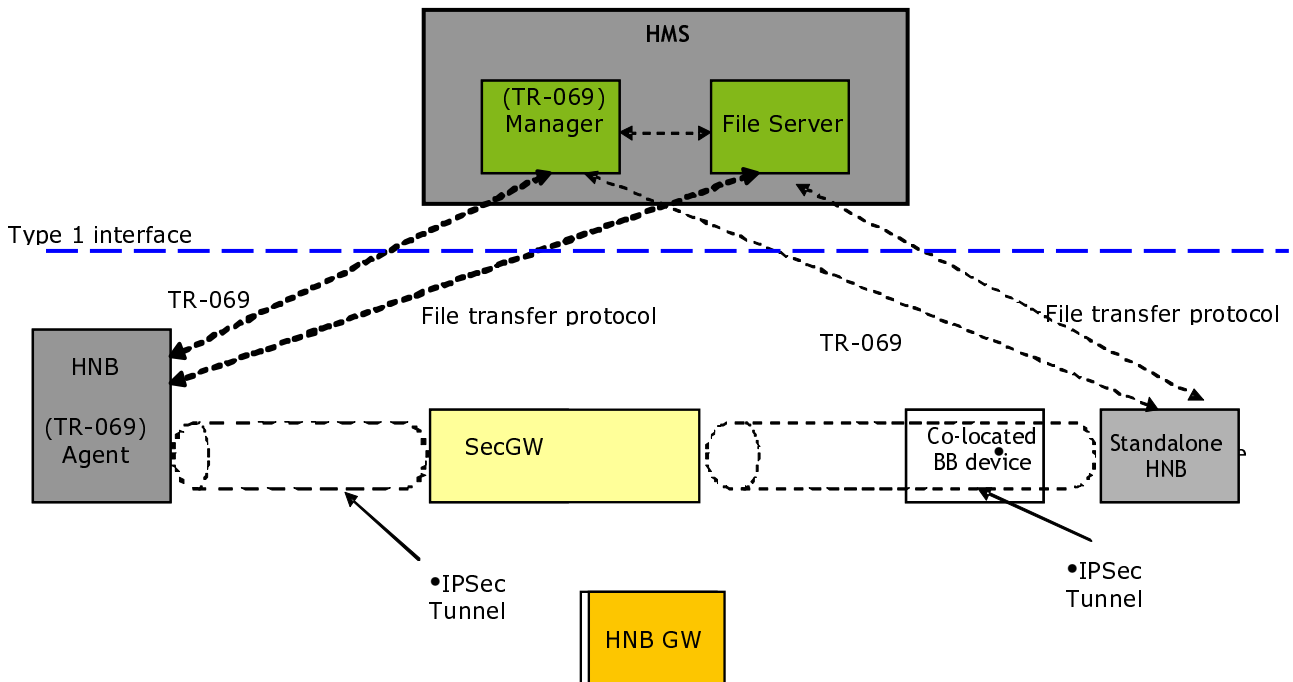 HMS
(TR-069)
Manager
File Server
Type 1 interface
TR-069
File transfer protocol
File transfer protocol
TR-069
HNB
(TR-069)
Agent
SecGW
Co-located
BB device
Standalone
HNB
•IPSec
Tunnel
•IPSec
Tunnel
HNB GW